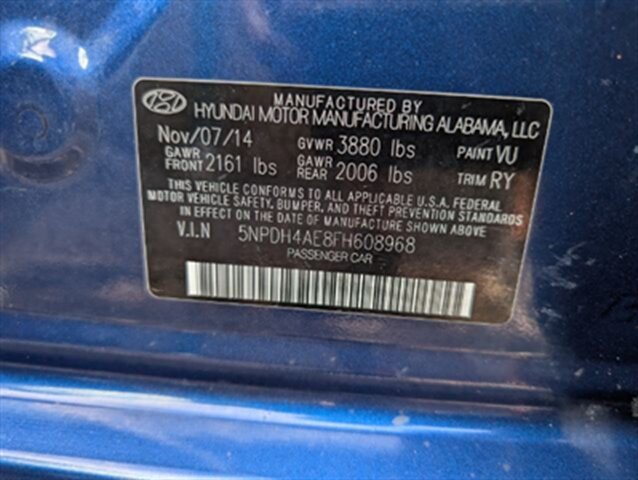 MANUFACTURED BY
HYUNDAI MOTOR MANUFACTURING ALABAMA, LLC
Nov/07/14 GVWR 3880 lbs PAINT VU
GAWR FRONT 2161 lbs GAWR REAR 2006 lbs TRIM RY
THIS VEHICLE CONFORMS TO ALL APPLICABLE U.S.A. FEDERAL
MOTOR VEHICLE SAFETY, BUMPER, AND THEFT PREVENTION STANDARDS
IN EFFECT ON THE DATE OF MANUFACTURE SHOWN ABOVE.
V.I.N 5NPDH4AE8FH608968
PASSENGER CAR